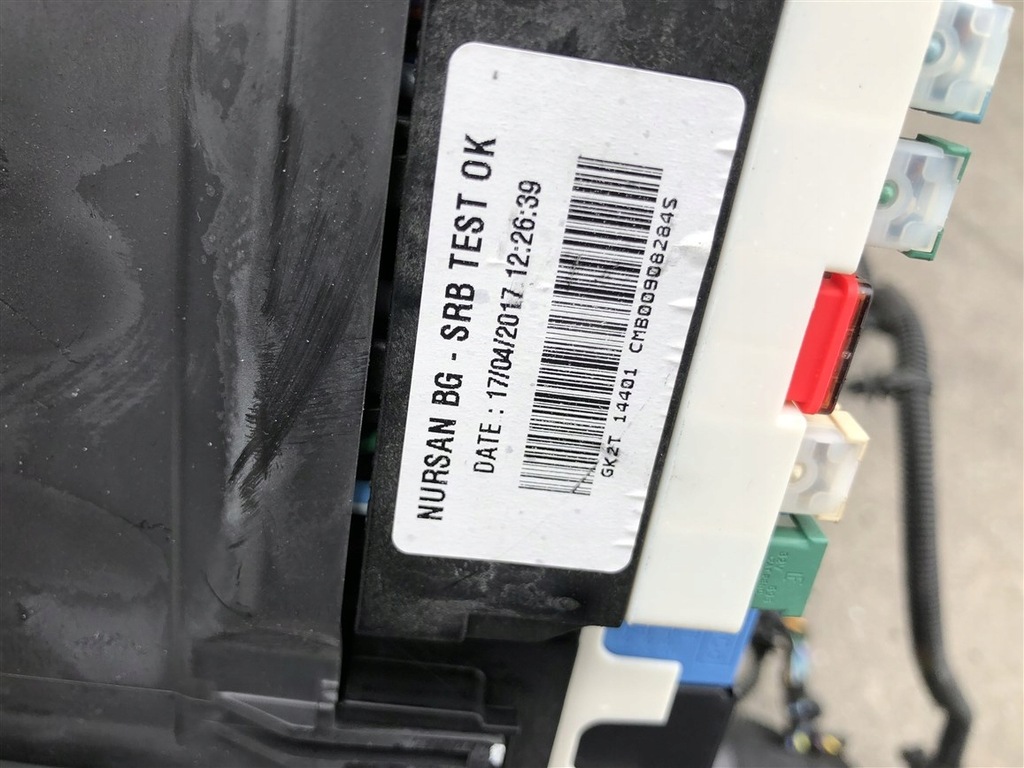 NURSAN BG - SRB TEST OK
DATE : 17/04/2017 12:26:39
GK2T 14401 CMB009082845